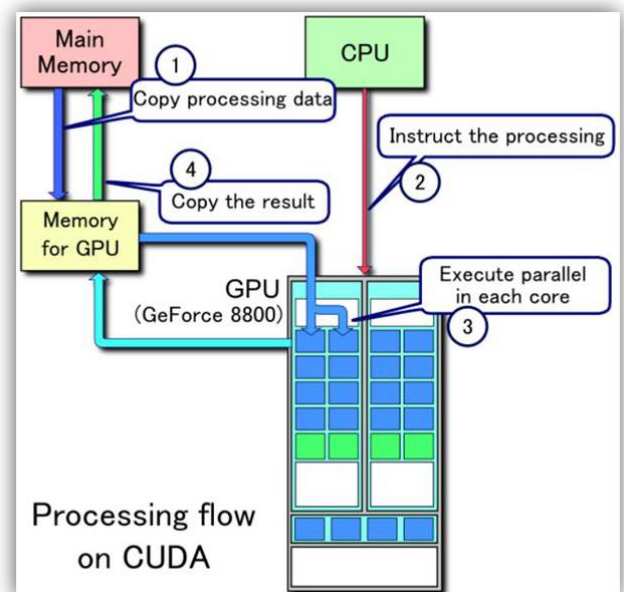 Main
Memory
CPU
1
Copy processing data
Instruct the processing
2
4
Copy the result
Memory
for GPU
GPU
(GeForce 8800)
Execute parallel
in each core
3
Processing flow
on CUDA